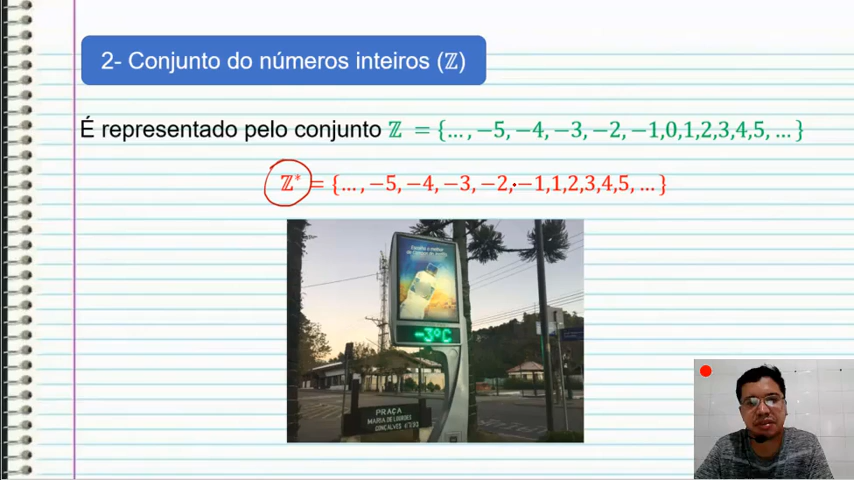 2- Conjunto do números inteiros (ℤ)
É representado pelo conjunto ℤ = {…, −5, −4, −3, −2, −1,0,1,2,3,4,5, … }
ℤ* = {…, −5, −4, −3, −2, −1,1,2,3,4,5, … }
-3°C
PRAÇA
MARIA DE LOURDES